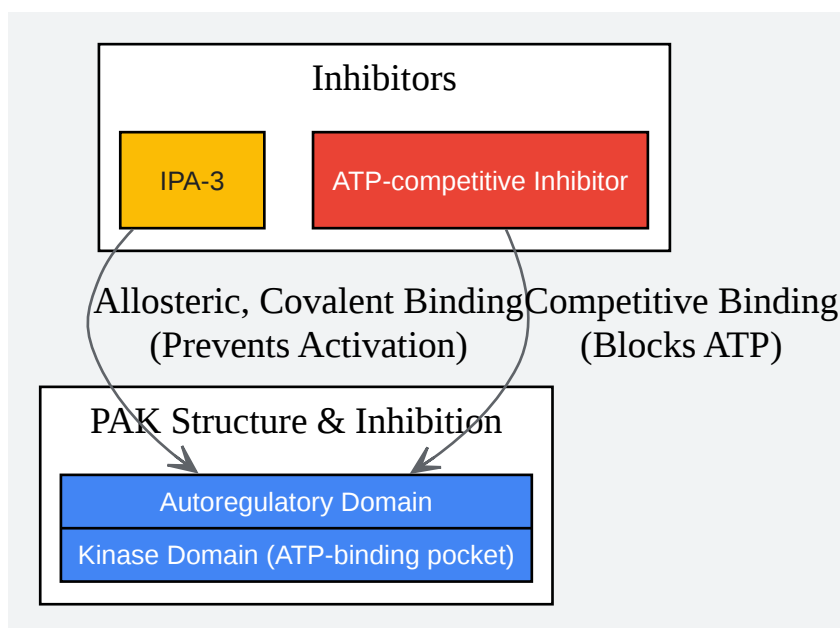 Inhibitors
IPA-3
ATP-competitive Inhibitor
Allosteric, Covalent Binding
(Prevents Activation)
Competitive Binding
(Blocks ATP)
PAK Structure & Inhibition
Autoregulatory Domain
Kinase Domain (ATP-binding pocket)